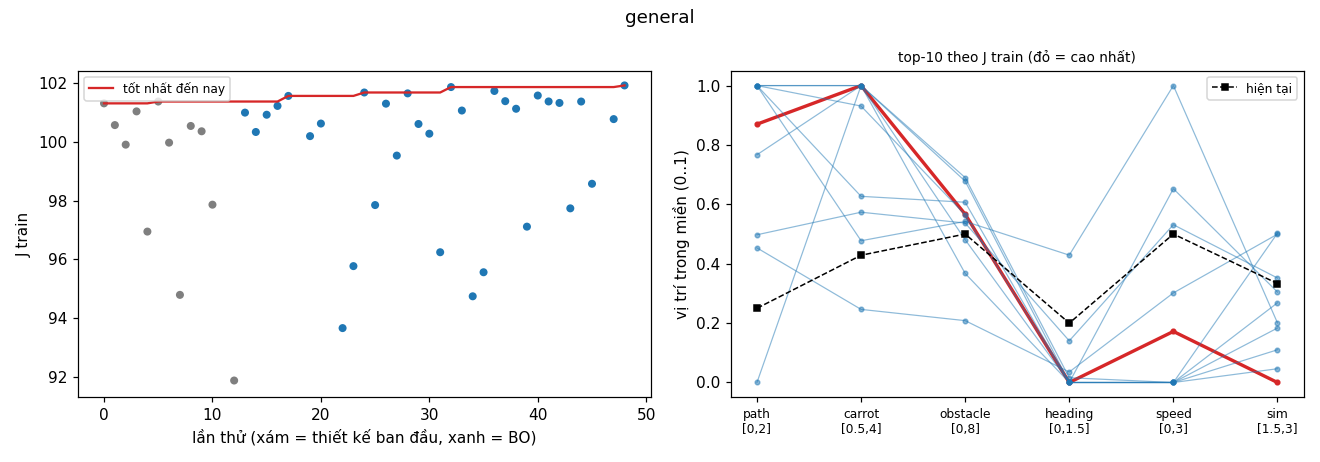 general
tốt nhất đến nay
J train
102
100
98
96
94
92
0
10
20
30
40
50
lần thử (xám = thiết kế ban đầu, xanh = BO)
top-10 theo J train (đỏ = cao nhất)
hiện tại
vị trí trong miền (0..1)
1.0
0.8
0.6
0.4
0.2
0.0
path
[0,2]
carrot
[0.5,4]
obstacle
[0,8]
heading
[0,1.5]
speed
[0,3]
sim
[1.5,3]